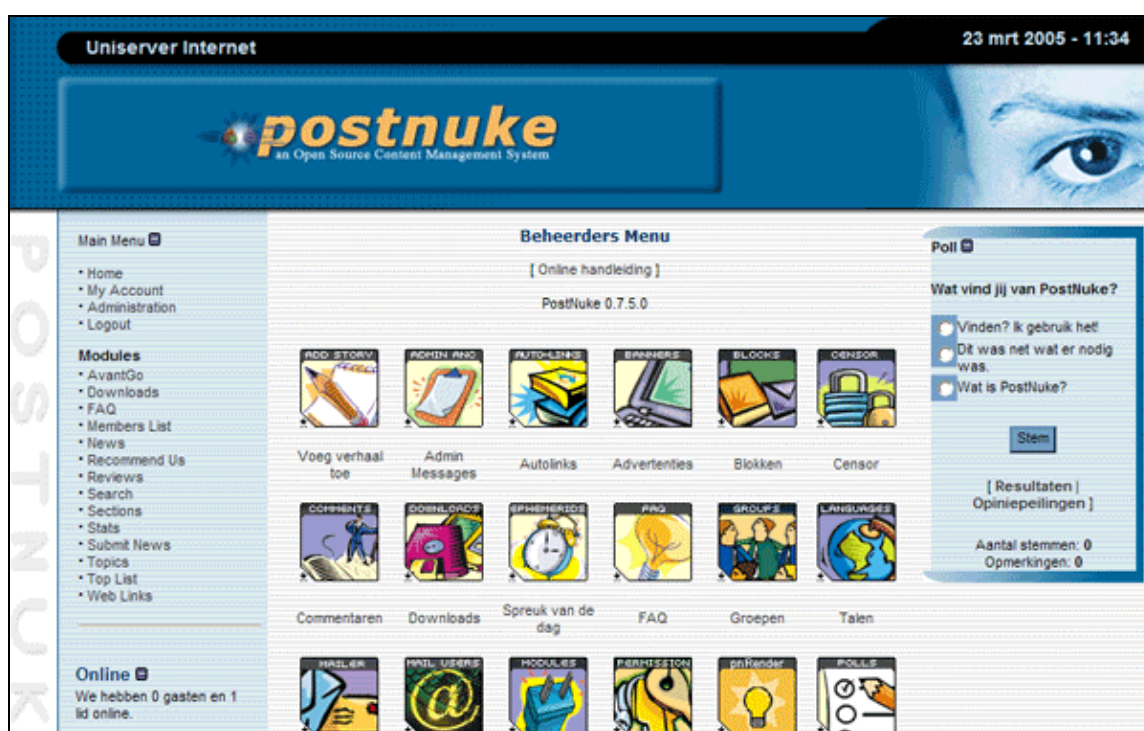 Uniserver Internet
23 mrt 2005 - 11:34
postnuke
an Open Source Content Management System
POSTNUK
Main Menu
Home
My Account
Administration
Logout
Modules
AvantGo
Downloads
FAQ
Members List
News
Recommend Us
Reviews
Search
Sections
Stats
Submit News
Topics
Top List
Web Links
Online
We hebben 0 gasten en 1
lid online.
Beheerders Menu
[ Online handleiding ]
PostNuke 0.7.5.0
ADD STORY
ADMIN ANC
AUTO-LINKS
BANNERS
BLOCKS
CENSOR
Voeg verhaal
toe
Admin
Messages
Autolinks
Advertenties
Blokken
Censor
COMMENTS
DOWNLOADS
EPHEMERIDS
FAQ
GROUPS
LANGUAGES
Commentaren
Downloads
Spreuk van de
dag
FAQ
Groepen
Talen
MAILER
MAIL USERS
MODULES
PERMISSION
pnRender
POLLS
Poll
Wat vind jij van PostNuke?
Vinden? Ik gebruik het!
Dit was net wat er nodig
was.
Wat is PostNuke?
Stem
[ Resultaten |
Opiniepeilingen ]
Aantal stemmen: 0
Opmerkingen: 0